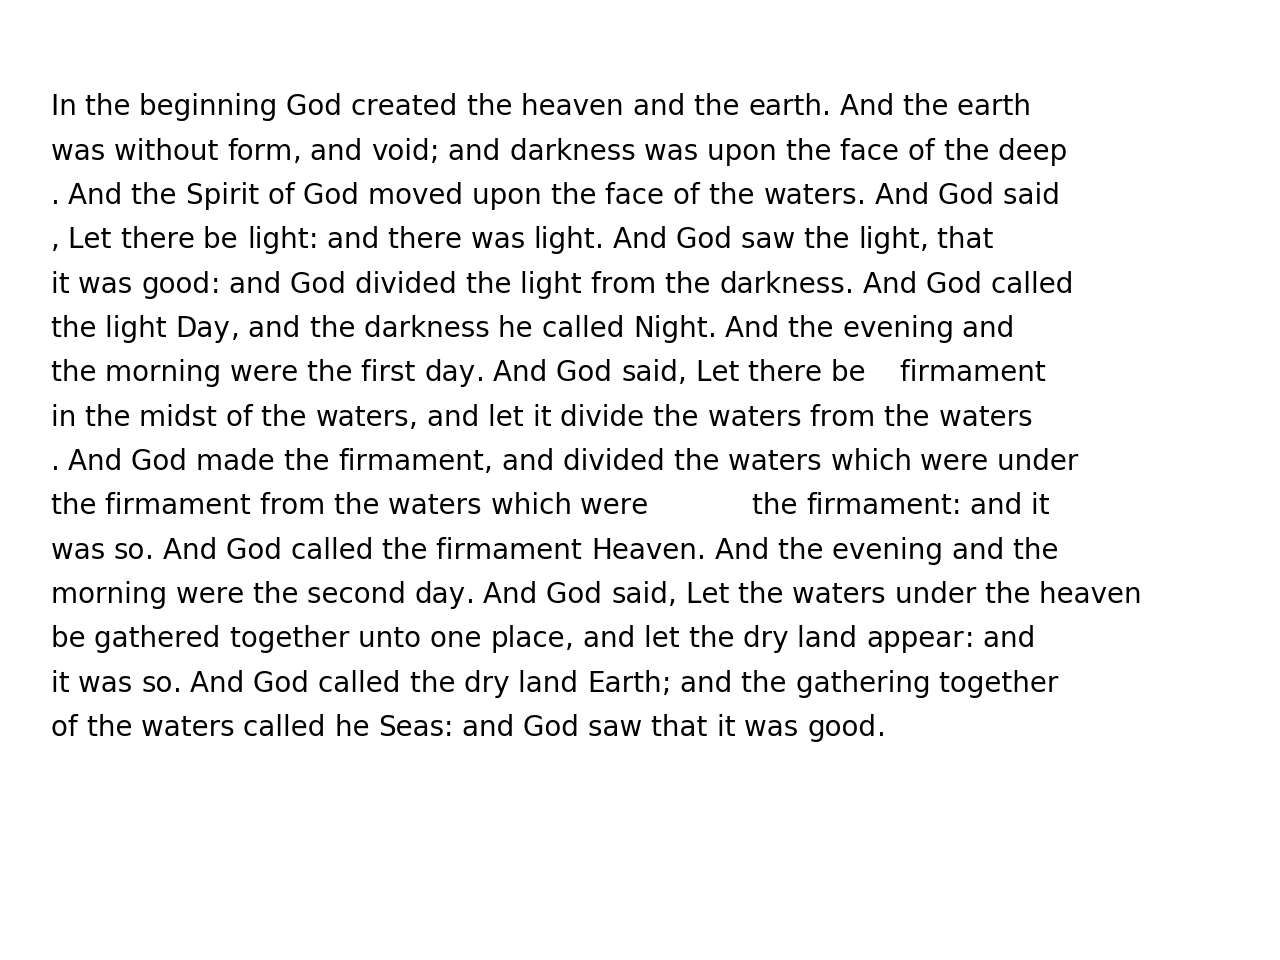 In the beginning God created the heaven and the earth. And the earth
was without form, and void; and darkness was upon the face of the deep
. And the Spirit of God moved upon the face of the waters. And God said
, Let there be light: and there was light. And God saw the light, that
it was good: and God divided the light from the darkness. And God called
the light Day, and the darkness he called Night. And the evening and
the morning were the first day. And God said, Let there be firmament
in the midst of the waters, and let it divide the waters from the waters
. And God made the firmament, and divided the waters which were under
the firmament from the waters which were the firmament: and it
was so. And God called the firmament Heaven. And the evening and the
morning were the second day. And God said, Let the waters under the heaven
be gathered together unto one place, and let the dry land appear: and
it was so. And God called the dry land Earth; and the gathering together
of the waters called he Seas: and God saw that it was good.